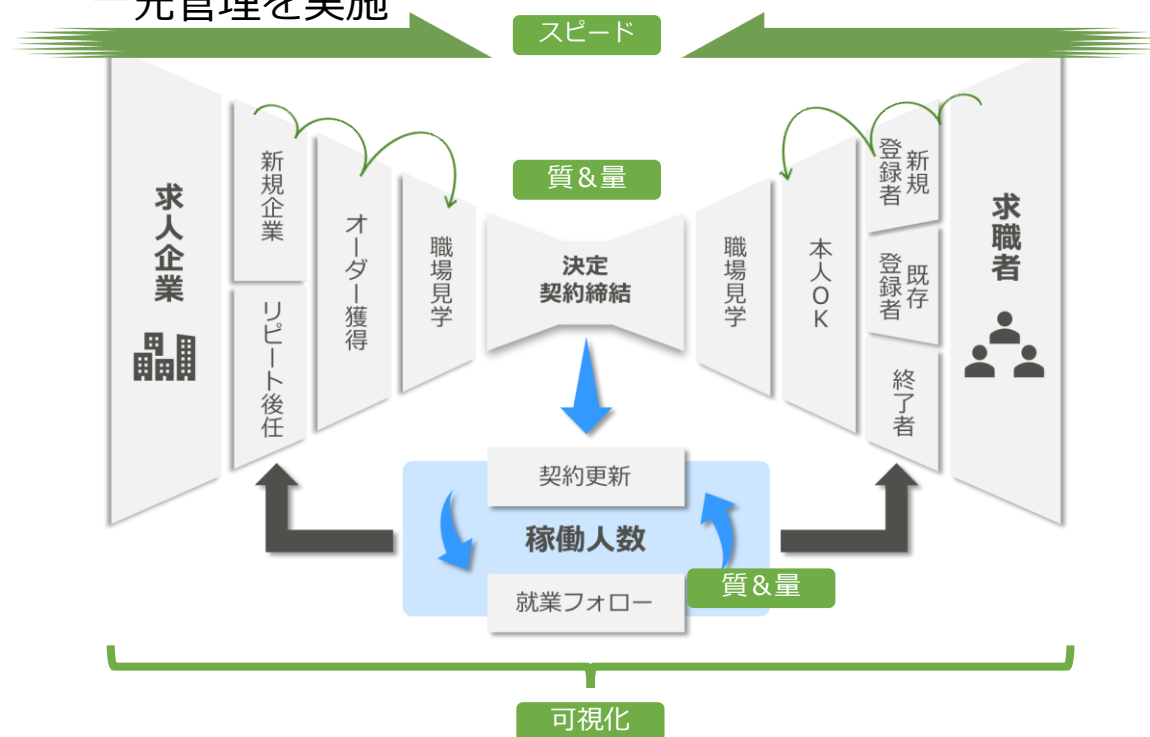 一元管理を実施
スピード
質&量
求人企業
新規企業
リピート後任
オーダー獲得
職場見学
決定
契約締結
職場見学
本人OK
新規
登録者
既存
登録者
終了者
求職者
契約更新
稼働人数
就業フォロー
質&量
可視化